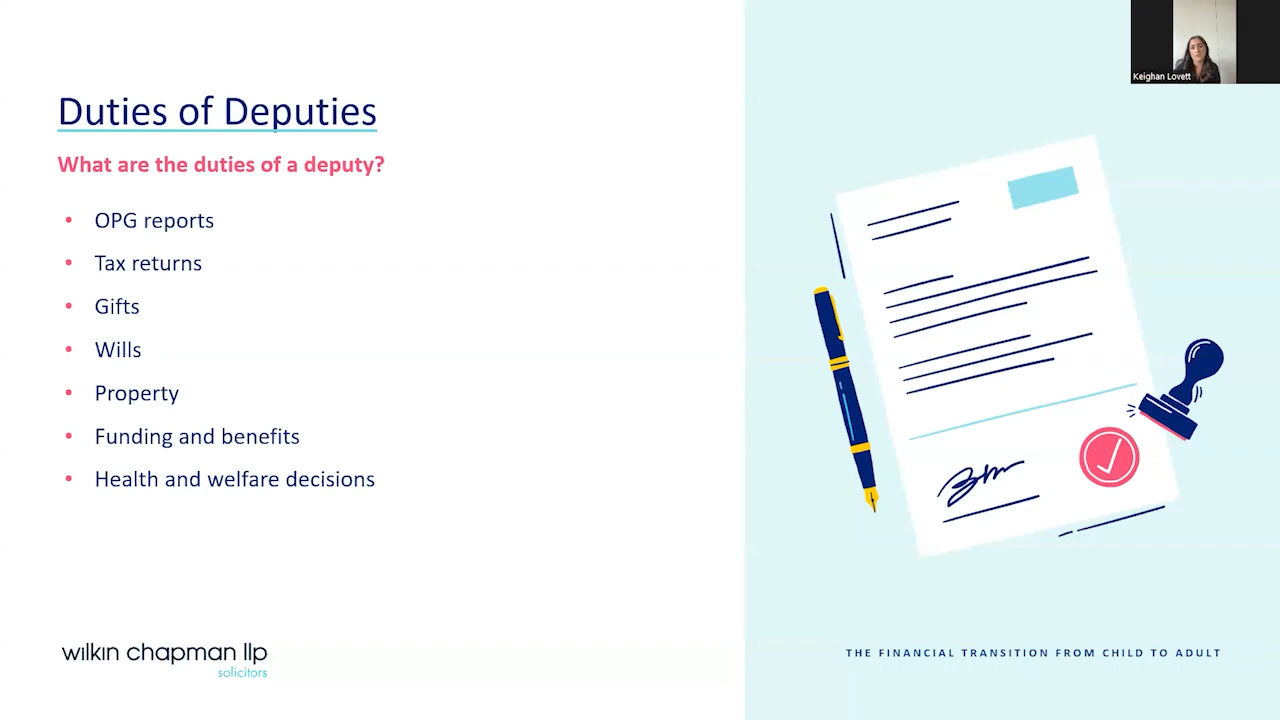 Keighan Lovett
Duties of Deputies
What are the duties of a deputy?
• OPG reports
• Tax returns
• Gifts
• Wills
• Property
• Funding and benefits
• Health and welfare decisions
wilkin chapman llp
solicitors
THE FINANCIAL TRANSITION FROM CHILD TO ADULT